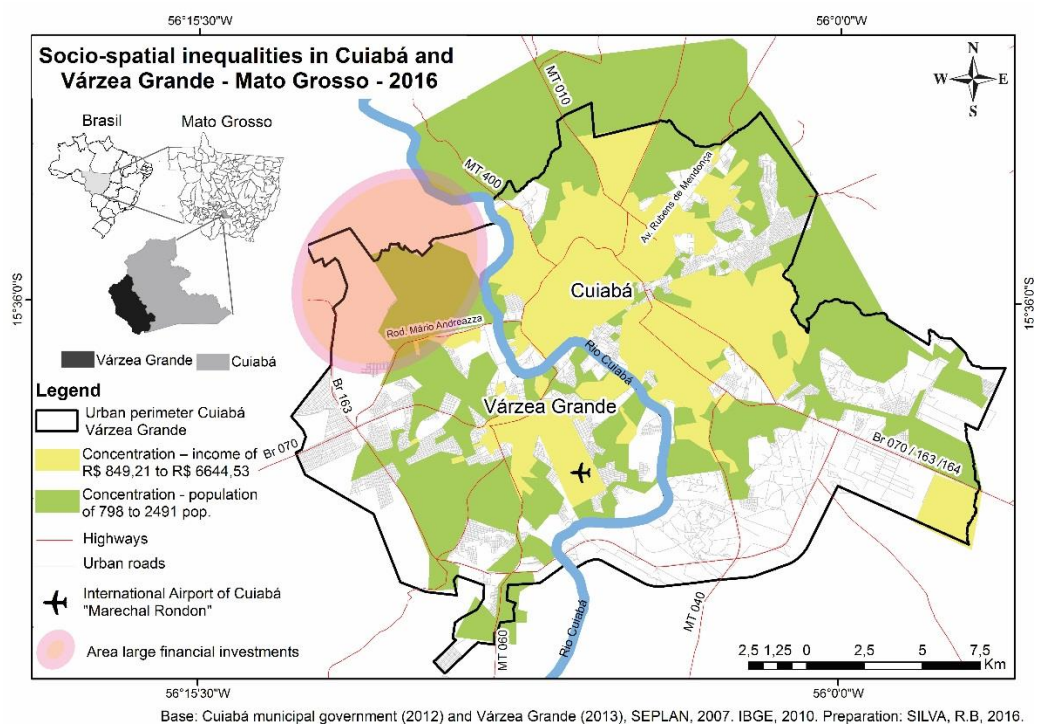 56°15'30"W
56°0'0"W
Socio-spatial inequalities in Cuiabá and
Várzea Grande - Mato Grosso - 2016
N
W
E
S
Brasil
Mato Grosso
MT 010
MT 400
Av. Rubens de Mendonça
15°36'0"S
15°36'0"S
Cuiabá
Rod. Mário Andreazza
Rio Cuiabá
Várzea Grande
Cuiabá
Br 163
Várzea Grande
Br 070
Br 070 / 163 /164
Legend
Urban perimeter Cuiabá
Várzea Grande
Concentration – income of
R$ 849,21 to R$ 6644,53
Concentration - population
of 798 to 2491 pop.
Highways
Urban roads
International Airport of Cuiabá
"Marechal Rondon"
Area large financial investments
MT 060
Rio Cuiabá
MT 040
2,5 1,25 0 2,5 5 7,5
Km
56°15'30"W
56°0'0"W
Base: Cuiabá municipal government (2012) and Várzea Grande (2013), SEPLAN, 2007. IBGE, 2010. Preparation: SILVA, R.B, 2016.